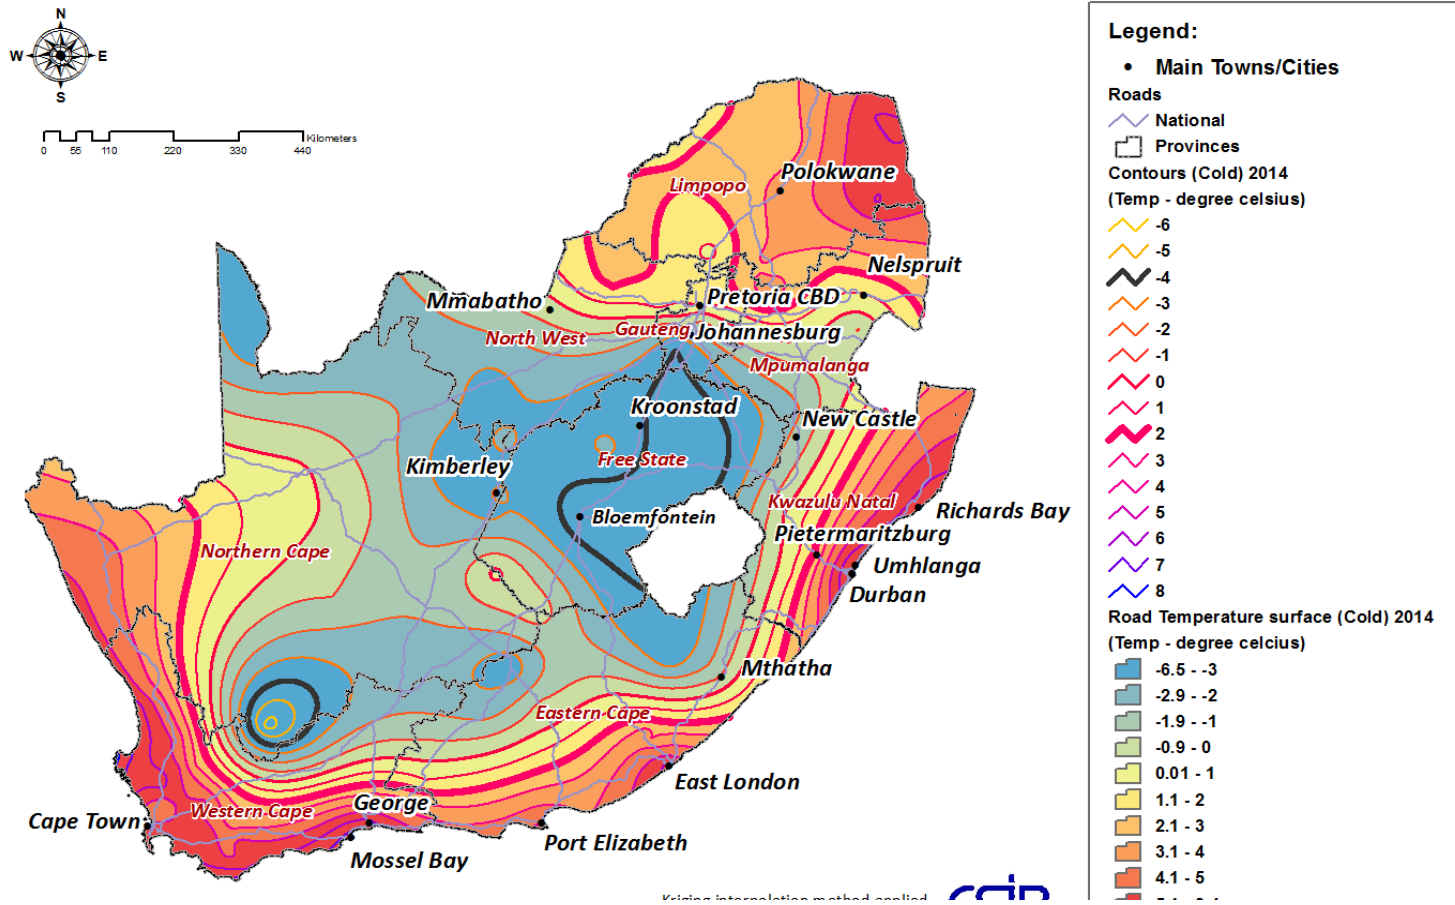 N
W E
S
Kilometers
0 55 110 220 330 440
Polokwane
Limpopo
Nelspruit
Mmabatho
Pretoria CBD
North West
Gauteng
Johannesburg
Mpumalanga
Kroonstad
New Castle
Kimberley
Free State
Kwazulu Natal
Richards Bay
Bloemfontein
Pietermaritzburg
Northern Cape
Umhlanga
Durban
Mthatha
Eastern Cape
East London
George
Western Cape
Cape Town
Port Elizabeth
Mossel Bay
Kriging interpolation method applied
Legend:
Main Towns/Cities
Roads
National
Provinces
Contours (Cold) 2014
(Temp - degree celsius)
-6
-5
-4
-3
-2
-1
0
1
2
3
4
5
6
7
8
Road Temperature surface (Cold) 2014
(Temp - degree celcius)
-6.5 - -3
-2.9 - -2
-1.9 - -1
-0.9 - 0
0.01 - 1
1.1 - 2
2.1 - 3
3.1 - 4
4.1 - 5